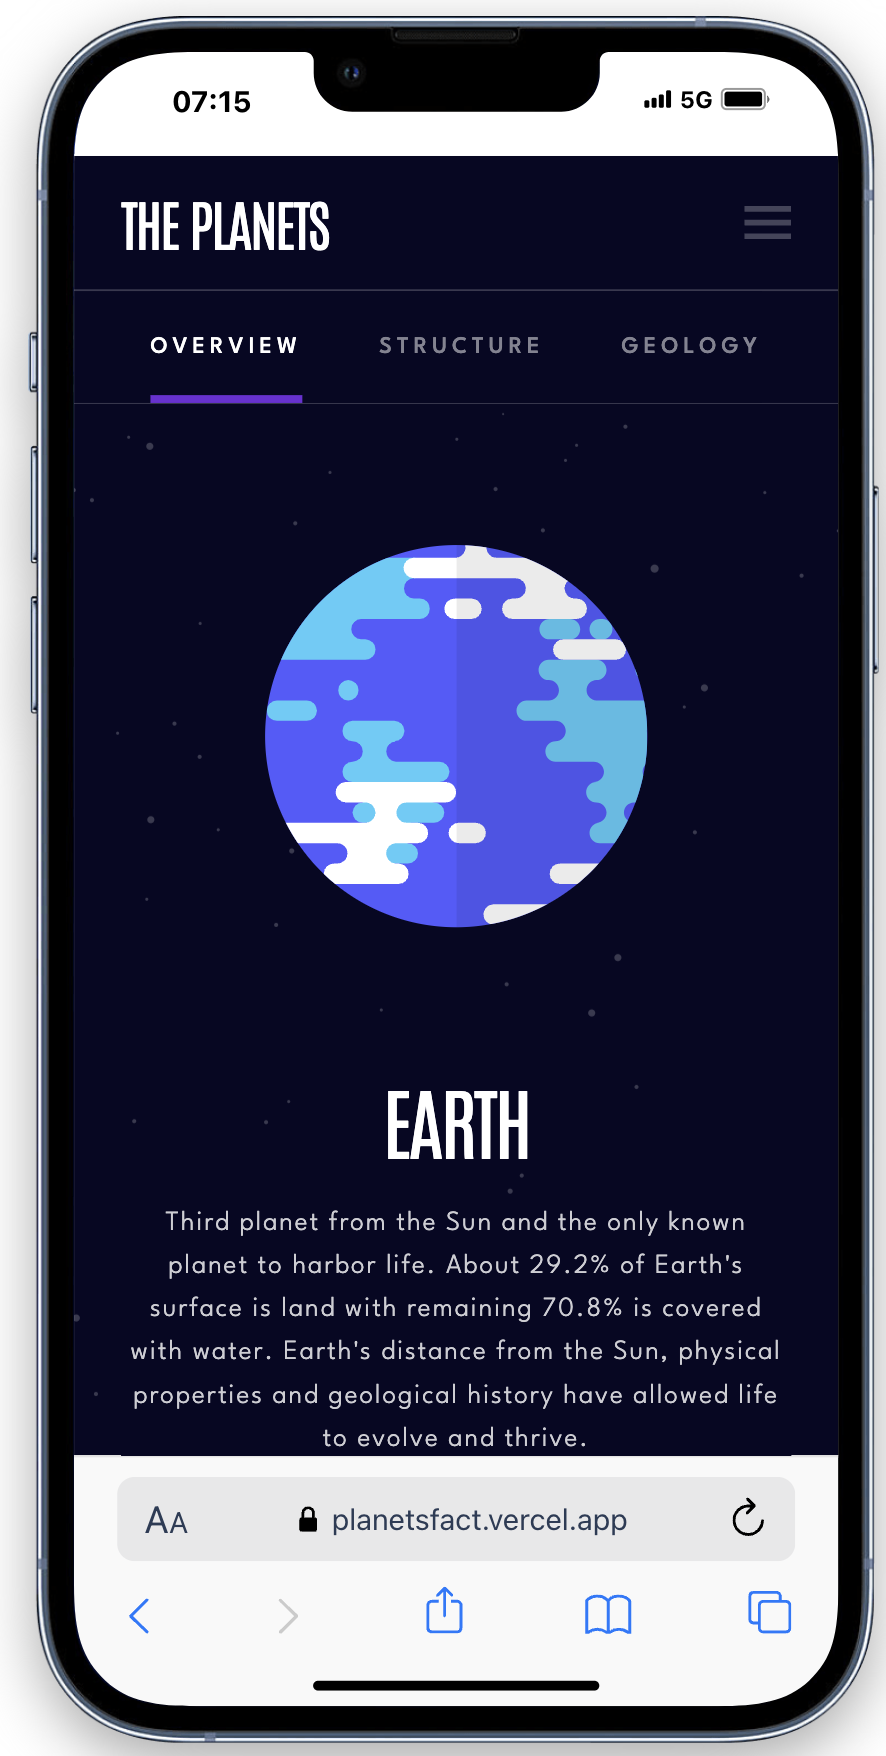 07:15
5G
THE PLANETS
OVERVIEW STRUCTURE GEOLOGY
EARTH
Third planet from the Sun and the only known
planet to harbor life. About 29.2% of Earth's
surface is land with remaining 70.8% is covered
with water. Earth's distance from the Sun, physical
properties and geological history have allowed life
to evolve and thrive.
AA planetsfact.vercel.app